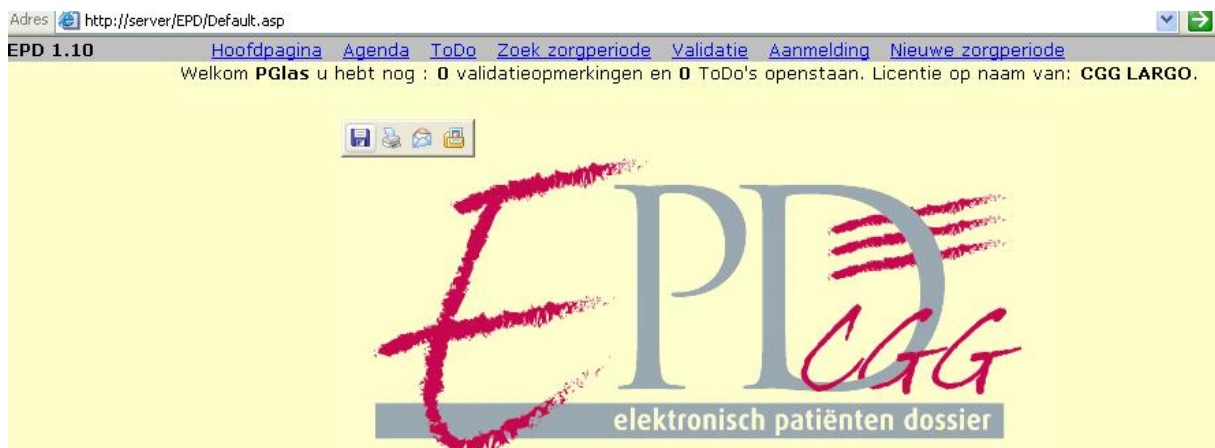 Adres http://server/EPD/Default.asp
EPD 1.10 Hoofdpagina Agenda ToDo Zoek zorgperiode Validatie Aanmelding Nieuwe zorgperiode
Welkom PGlas u hebt nog : 0 validatieopmerkingen en 0 ToDo's openstaan. Licentie op naam van: CGG LARGO.
EPD
CGG
elektronisch patiënten dossier